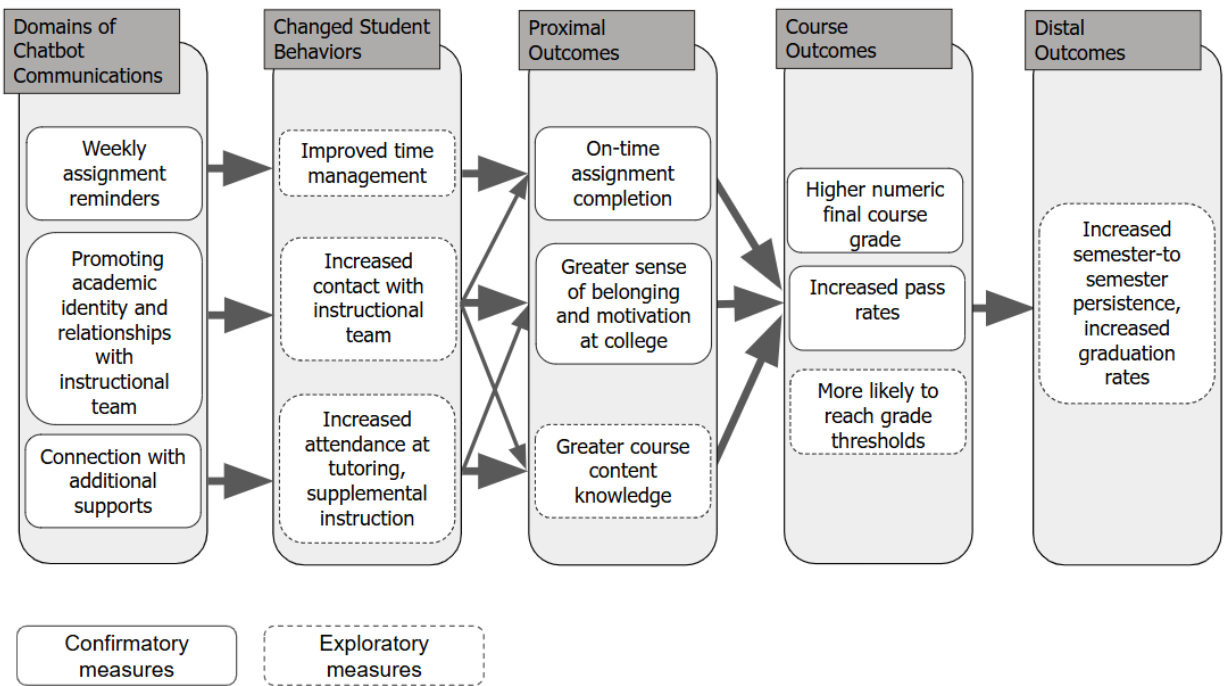 Domains of
Chatbot
Communications
Changed Student
Behaviors
Proximal
Outcomes
Course
Outcomes
Distal
Outcomes
Weekly
assignment
reminders
Promoting
academic
identity and
relationships
with
instructional
team
Connection with
additional
supports
Improved time
management
Increased
contact with
instructional
team
Increased
attendance at
tutoring,
supplemental
instruction
On-time
assignment
completion
Greater sense
of belonging
and motivation
at college
Greater course
content
knowledge
Higher numeric
final course
grade
Increased pass
rates
More likely to
reach grade
thresholds
Increased
semester-to
semester
persistence,
increased
graduation
rates
Confirmatory
measures
Exploratory
measures